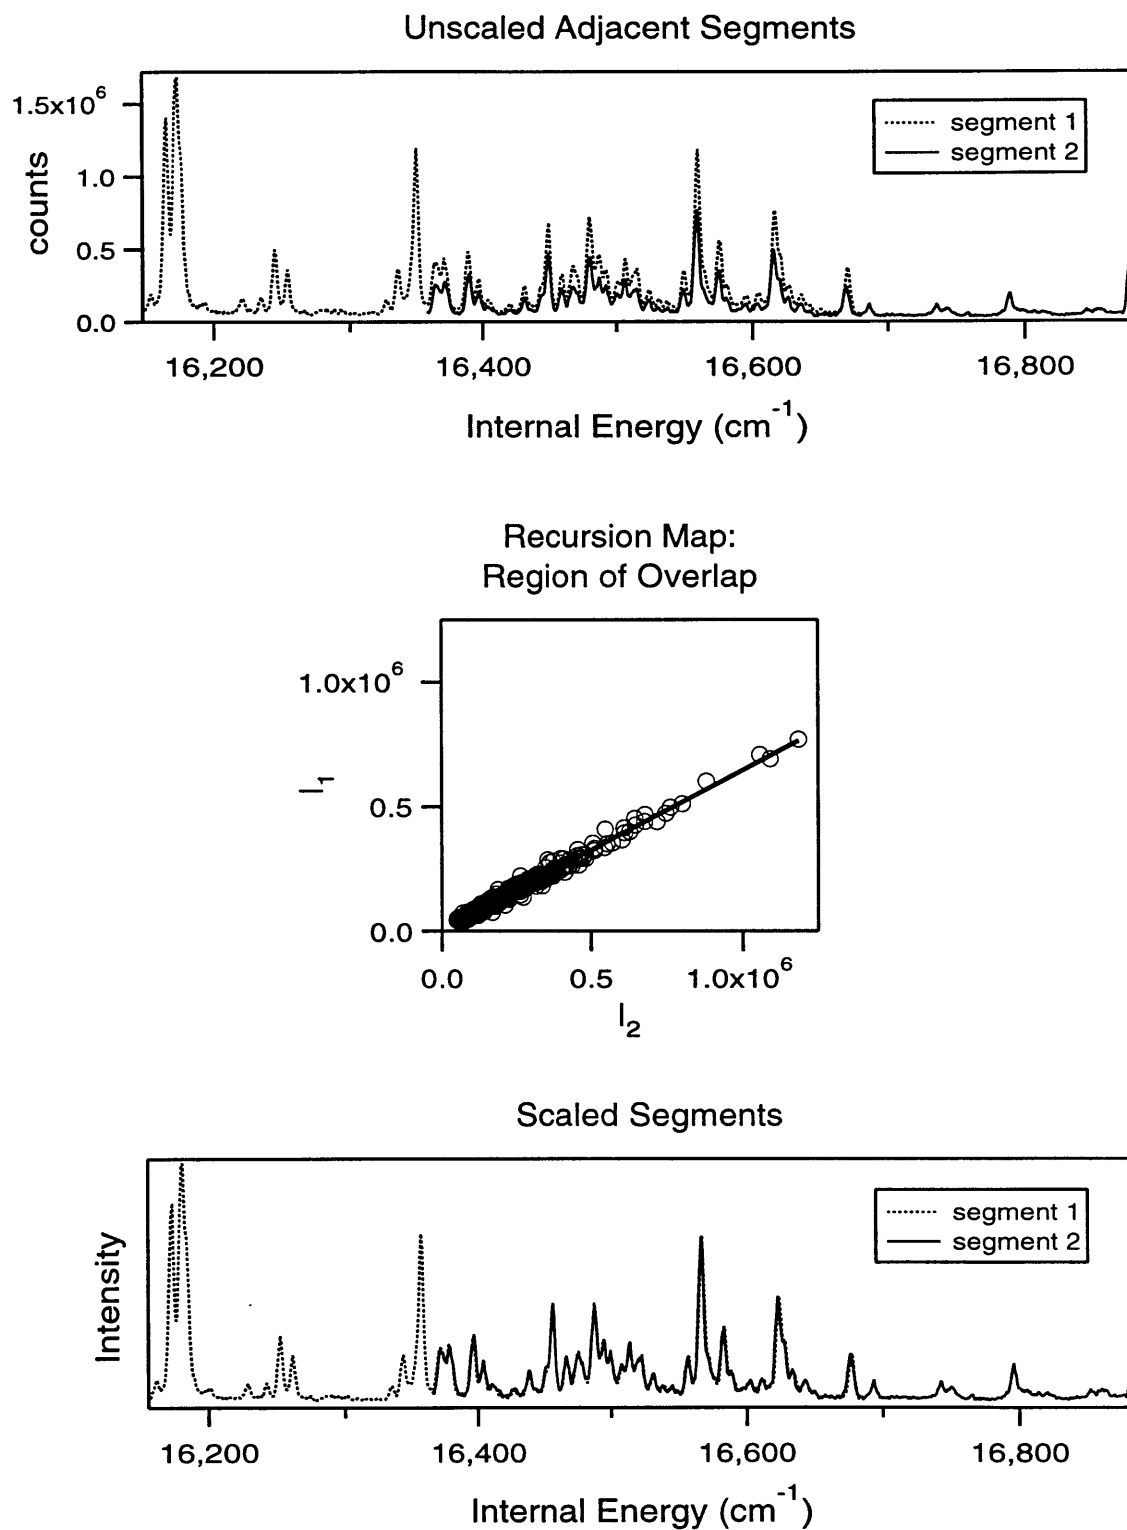 Unscaled Adjacent Segments
1.5x10^6
1.0
0.5
0.0
counts
segment 1
segment 2
16,200
16,400
16,600
16,800
Internal Energy (cm^-1)
Recursion Map:
Region of Overlap
1.0x10^6
0.5
0.0
I_1
0.0
0.5
1.0x10^6
I_2
Scaled Segments
Intensity
segment 1
segment 2
16,200
16,400
16,600
16,800
Internal Energy (cm^-1)